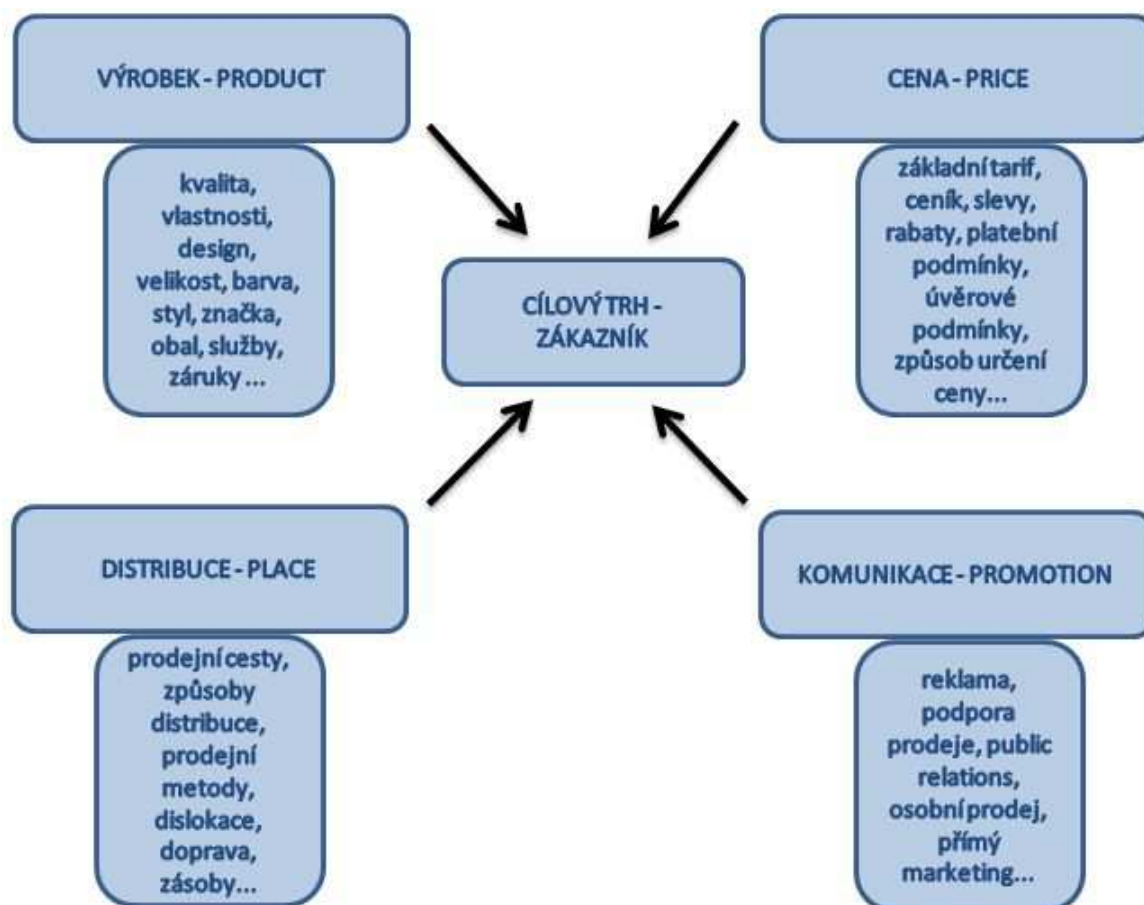 VÝROBEK - PRODUCT
kvalita,
vlastnosti,
design,
velikost, barva,
styl, značka,
obal, služby,
záruky ...
CENA - PRICE
základní tarif,
ceník, slevy,
rabaty, platební
podmínky,
úvěrové
podmínky,
způsob určení
ceny...
CÍLOVÝ TRH -
ZÁKAZNÍK
DISTRIBUCE - PLACE
prodejní cesty,
způsoby
distribuce,
prodejní
metody,
dislokace,
doprava,
zásoby...
KOMUNIKACE - PROMOTION
reklama,
podpora
prodeje, public
relations,
osobní prodej,
přímý
marketing...